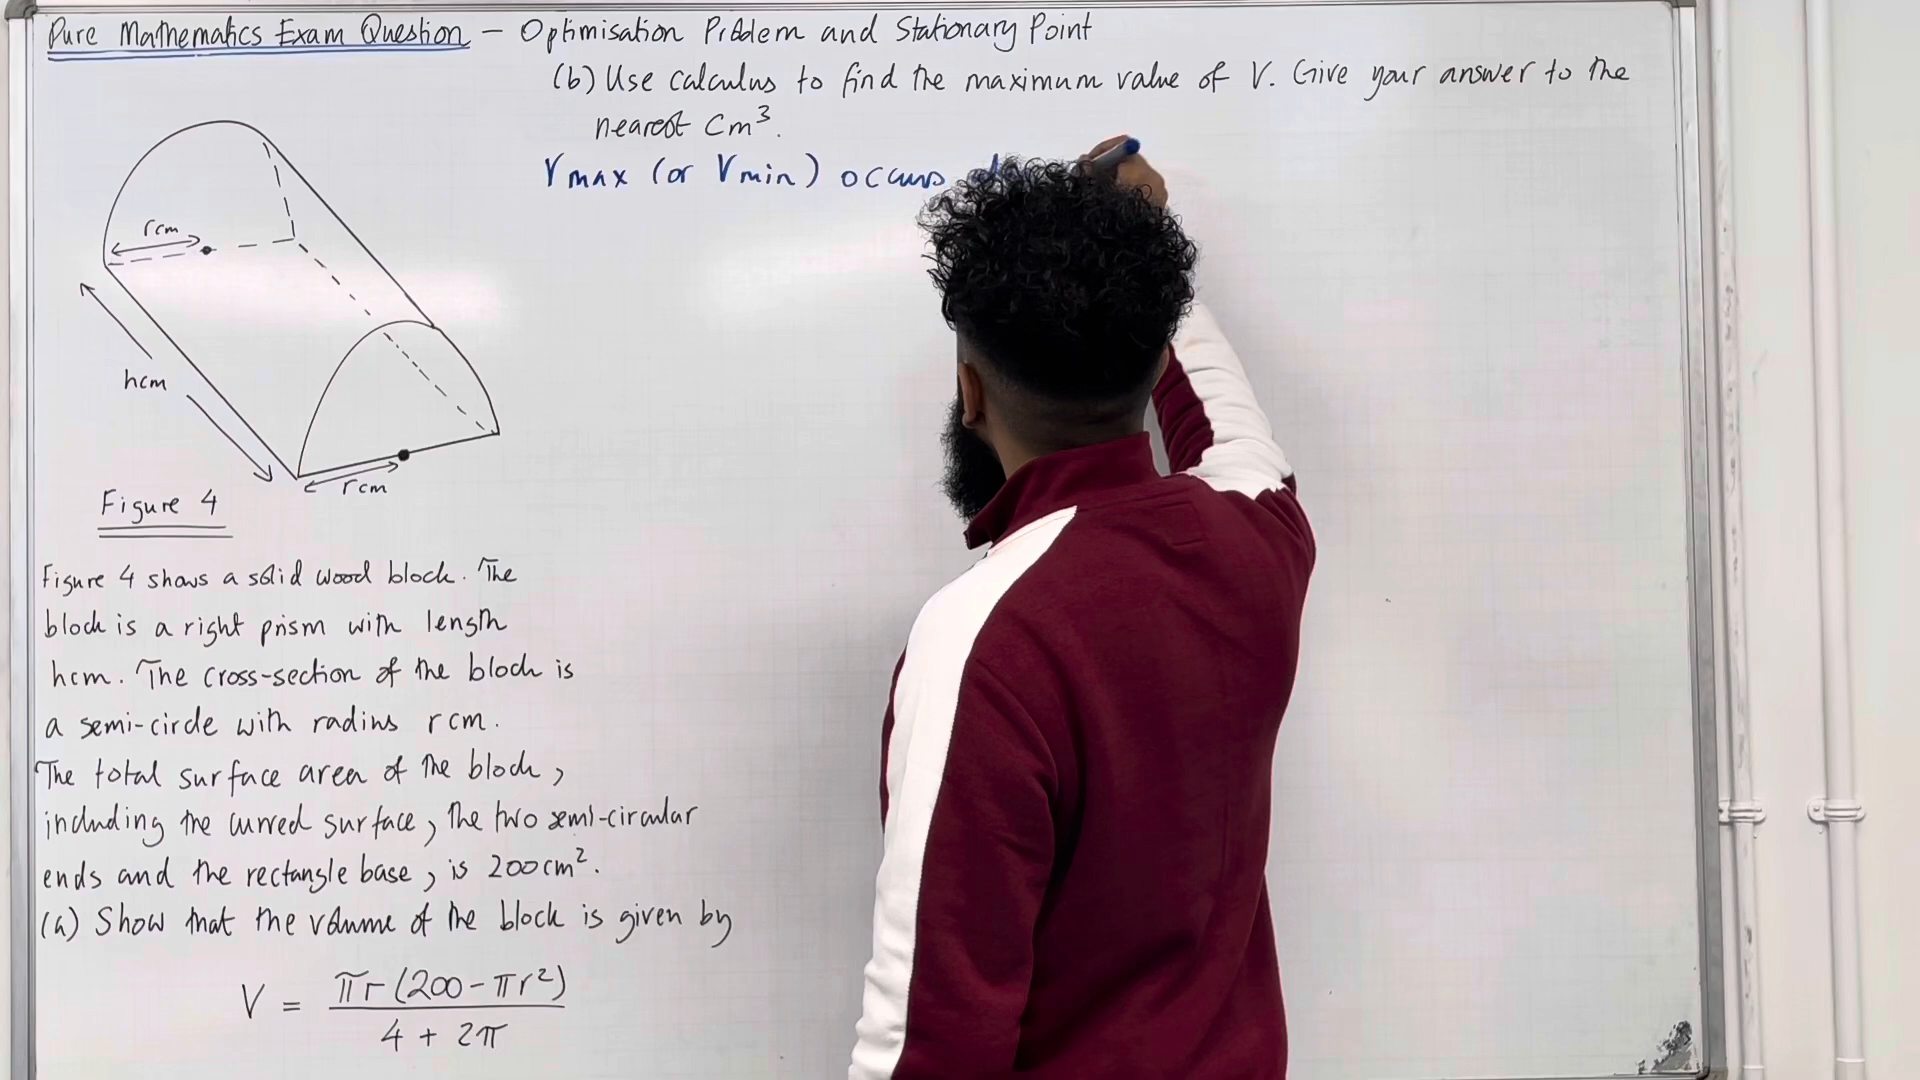 Pure Mathematics Exam Question - Optimisation Problem and Stationary Point
(b) Use calculus to find the maximum value of V. Give your answer to the
nearest cm³.
Vmax (or Vmin) occurs
rcm
hcm
rcm
Figure 4
Figure 4 shows a solid wood block. The
block is a right prism with length
hcm. The cross-section of the block is
a semi-circle with radius r cm.
The total surface area of the block,
including the curved surface, the two semi-circular
ends and the rectangle base, is 200cm².
(a) Show that the volume of the block is given by
V = πr(200-πr²)
4 + 2π